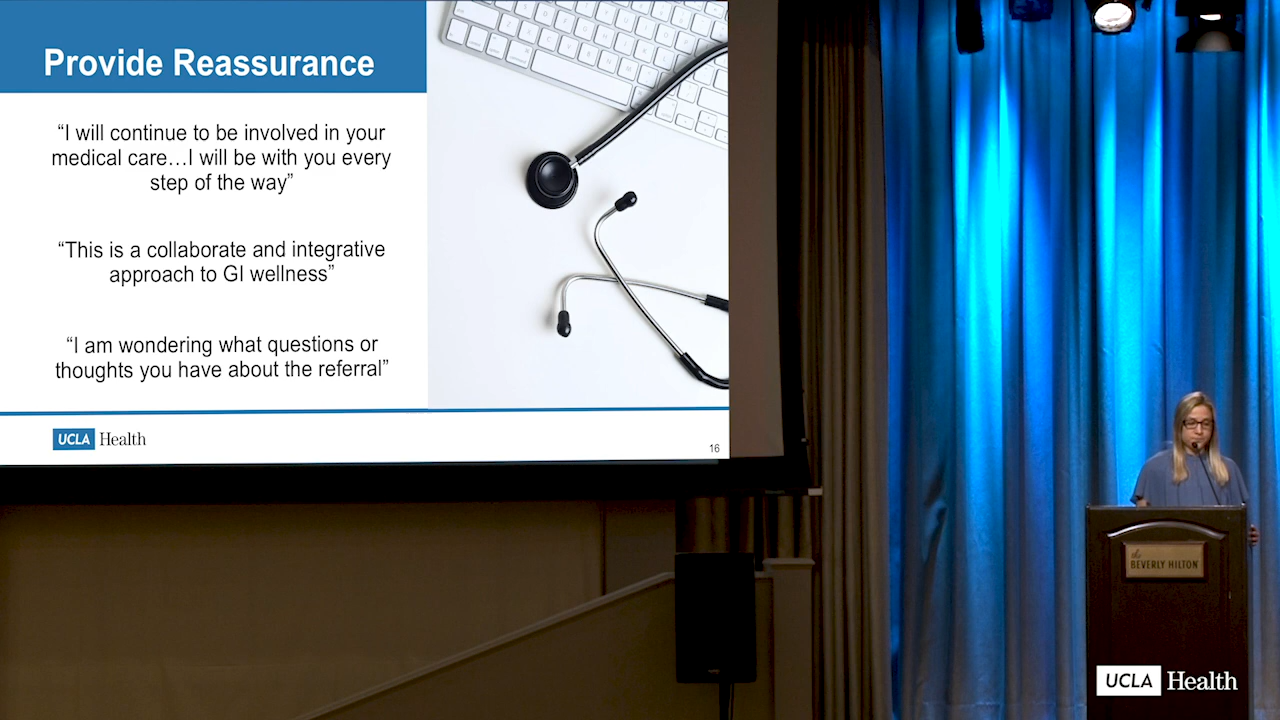 Provide Reassurance
“I will continue to be involved in your
medical care…I will be with you every
step of the way”
“This is a collaborate and integrative
approach to GI wellness”
“I am wondering what questions or
thoughts you have about the referral”
UCLA Health
16
The
BEVERLY HILTON
UCLA Health